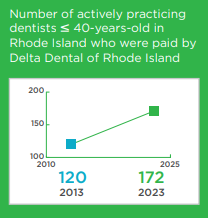 Number of actively practicing
dentists ≤ 40-years-old in
Rhode Island who were paid by
Delta Dental of Rhode Island
200
150
100
2010 2025
120 172
2013 2023